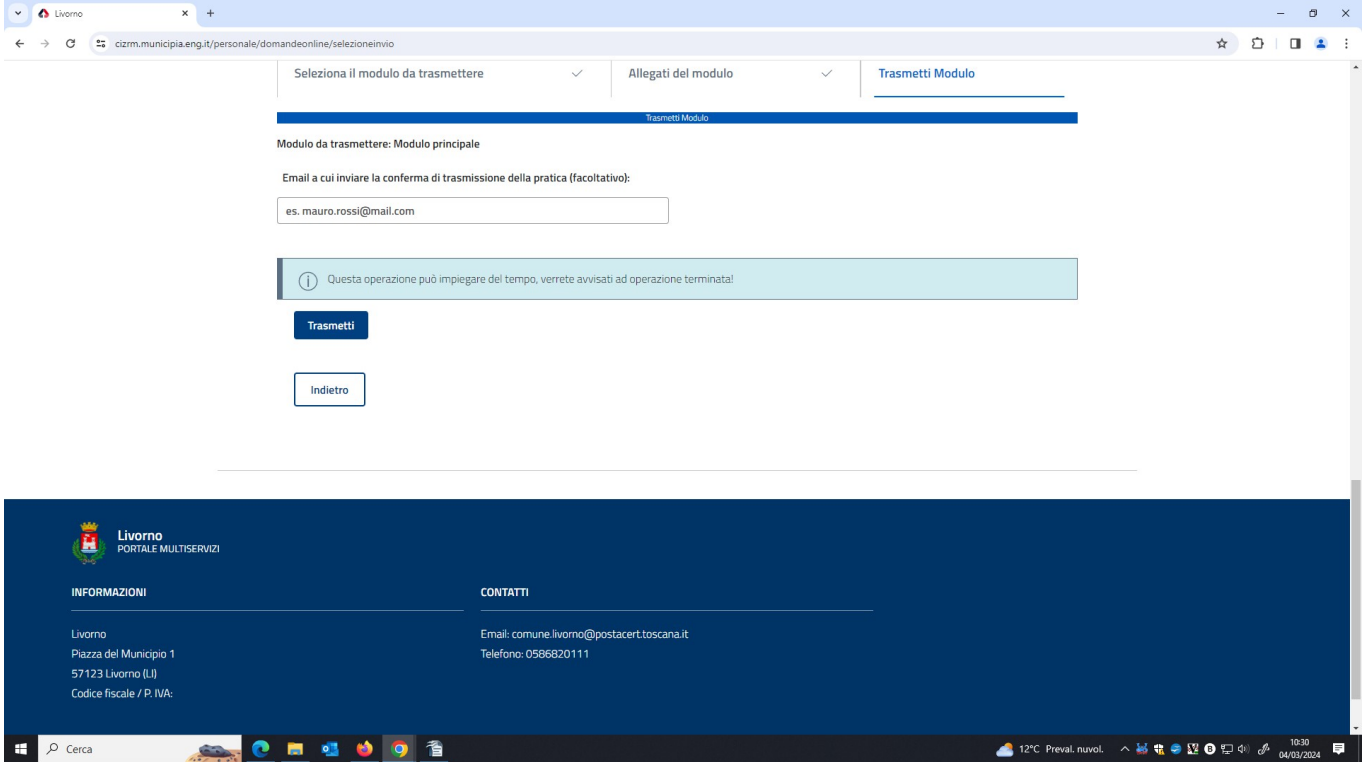 Livorno
cizrm.municipia.eng.it/personale/domandeonline/selezioneinvio
Seleziona il modulo da trasmettere
Allegati del modulo
Trasmetti Modulo
Trasmetti Modulo
Modulo da trasmettere: Modulo principale
Email a cui inviare la conferma di trasmissione della pratica (facoltativo):
es. mauro.rossi@mail.com
Questa operazione può impiegare del tempo, verrete avvisati ad operazione terminata!
Trasmetti
Indietro
Livorno
PORTALE MULTISERVIZI
INFORMAZIONI
CONTATTI
Livorno
Piazza del Municipio 1
57123 Livorno (LI)
Codice fiscale / P. IVA:
Email: comune.livorno@postacert.toscana.it
Telefono: 0586820111
Cerca
12°C Preval. nuvol.
10:30
04/03/2024